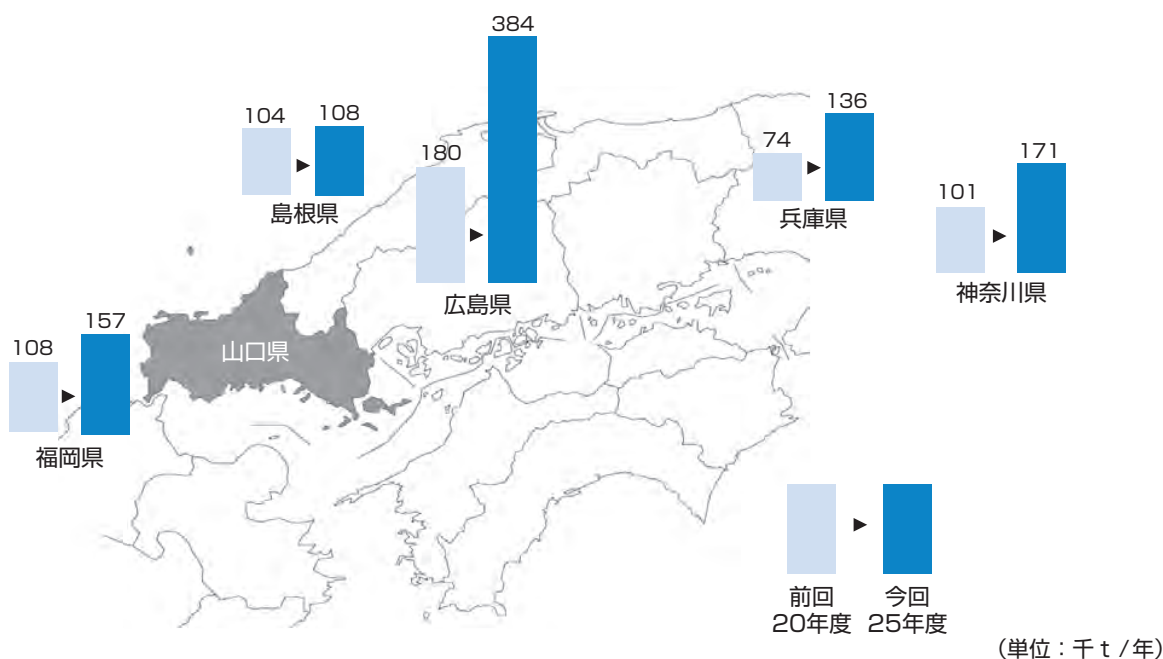 384
104
108
180
島根県
広島県
74
136
兵庫県
101
171
神奈川県
山口県
108
157
福岡県
前回
20年度
今回
25年度
（単位：千ｔ/年）